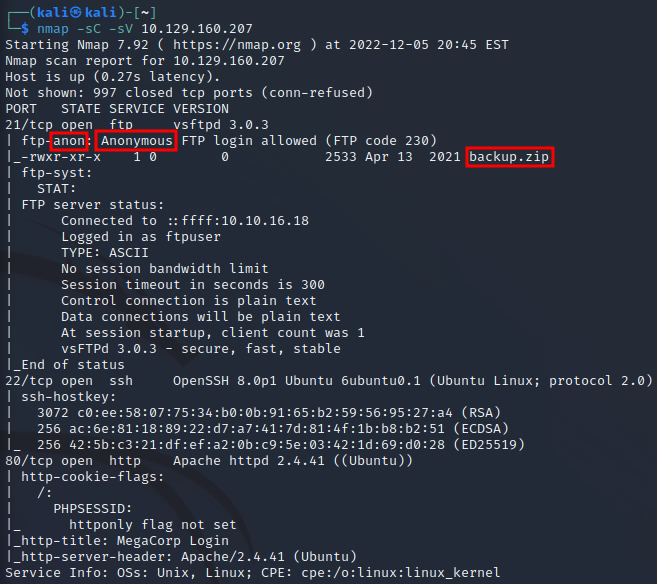 ┌──(kali㉿kali)-[~]
└─$ nmap -sC -sV 10.129.160.207
Starting Nmap 7.92 ( https://nmap.org ) at 2022-12-05 20:45 EST
Nmap scan report for 10.129.160.207
Host is up (0.27s latency).
Not shown: 997 closed tcp ports (conn-refused)
PORT   STATE SERVICE VERSION
21/tcp open  ftp     vsftpd 3.0.3
| ftp-anon: Anonymous FTP login allowed (FTP code 230)
|_-rwxr-xr-x    1 0        0            2533 Apr 13  2021 backup.zip
| ftp-syst:
|   STAT:
| FTP server status:
|      Connected to ::ffff:10.10.16.18
|      Logged in as ftpuser
|      TYPE: ASCII
|      No session bandwidth limit
|      Session timeout in seconds is 300
|      Control connection is plain text
|      Data connections will be plain text
|      At session startup, client count was 1
|      vsFTPd 3.0.3 - secure, fast, stable
|_End of status
22/tcp open  ssh     OpenSSH 8.0p1 Ubuntu 6ubuntu0.1 (Ubuntu Linux; protocol 2.0)
| ssh-hostkey:
|   3072 c0:ee:58:07:75:34:b0:0b:91:65:b2:59:56:95:27:a4 (RSA)
|   256 ac:6e:81:18:89:22:d7:a7:41:7d:81:4f:1b:b8:b2:51 (ECDSA)
|_  256 42:5b:c3:21:df:ef:a2:0b:c9:5e:03:42:1d:69:d0:28 (ED25519)
80/tcp open  http    Apache httpd 2.4.41 ((Ubuntu))
| http-cookie-flags:
|   /:
|     PHPSESSID:
|_      httponly flag not set
|_http-title: MegaCorp Login
|_http-server-header: Apache/2.4.41 (Ubuntu)
Service Info: OSs: Unix, Linux; CPE: cpe:/o:linux:linux_kernel